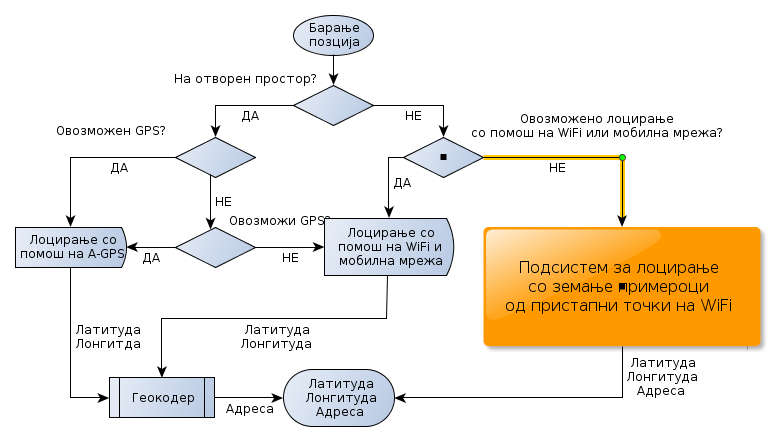 Барање
позција
На отворен простор?
ДА
НЕ
Овозможено лоцирање
со помош на WiFi или мобилна мрежа?
Овозможен GPS?
ДА
НЕ
ДА
НЕ
Овозможи GPS?
Лоцирање со
помош на A-GPS
ДА
НЕ
Лоцирање со
помош на WiFi и
мобилна мрежа
Подсистем за лоцирање
со земање примероци
од пристапни точки на WiFi
Латитуда
Лонгитда
Латитуда
Лонгитуда
Латитуда
Лонгитуда
Адреса
Геокодер
Адреса
Латитуда
Лонгитуда
Адреса